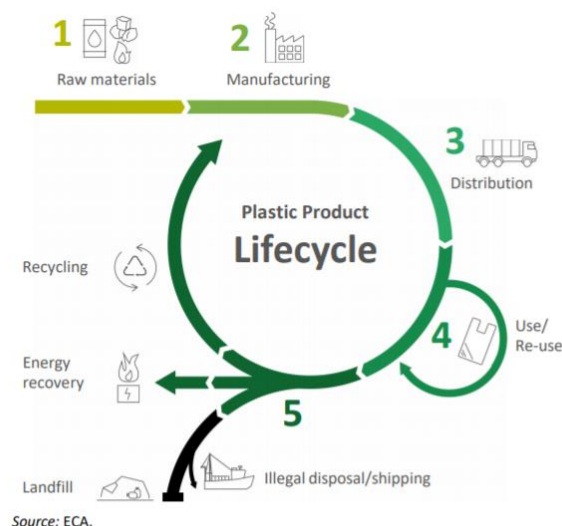 1
Raw materials
2
Manufacturing
3
Distribution
Plastic Product
Lifecycle
Recycling
4
Use/
Re-use
Energy
recovery
5
Landfill
Illegal disposal/shipping
Source: ECA.